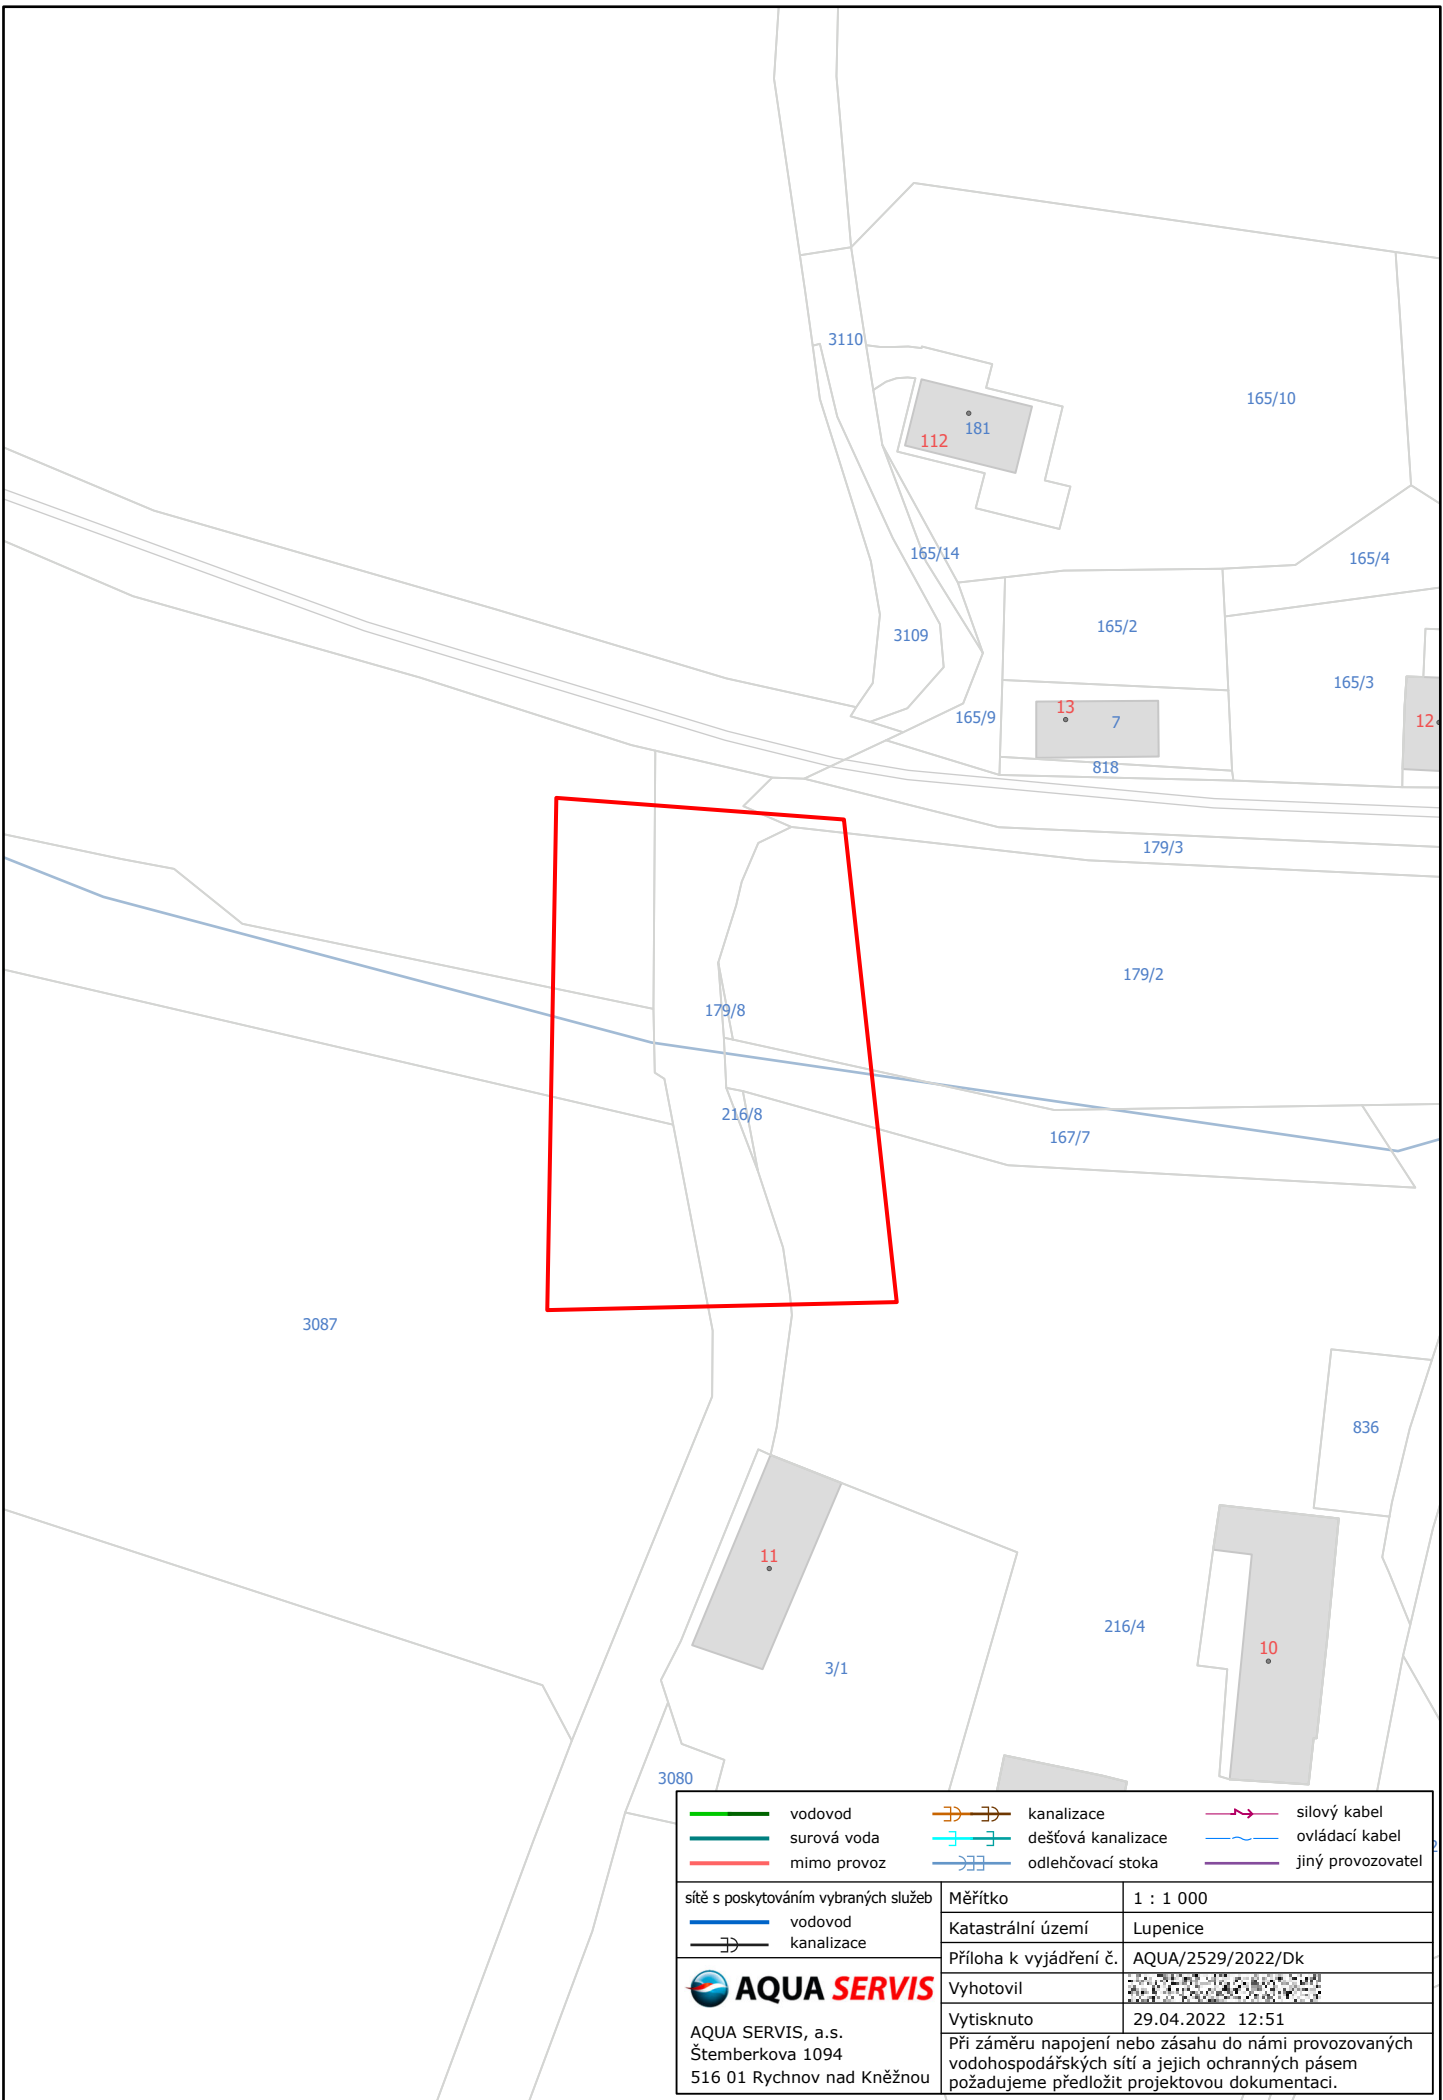 3110
165/10
181
112
165/14
165/4
3109
165/2
165/3
165/9
13
7
12
818
179/3
179/2
179/8
216/8
167/7
3087
836
11
216/4
10
3/1
3080
vodovod
kanalizace
silový kabel
surová voda
dešťová kanalizace
ovládací kabel
mimo provoz
odlehčovací stoka
jiný provozovatel
sítě s poskytováním vybraných služeb
vodovod
kanalizace
Měřítko 1 : 1 000
Katastrální území Lupenice
Příloha k vyjádření č. AQUA/2529/2022/Dk
Vyhotovil
Vytisknuto 29.04.2022 12:51
AQUA SERVIS
AQUA SERVIS, a.s.
Štemberkova 1094
516 01 Rychnov nad Kněžnou
Při záměru napojení nebo zásahu do námi provozovaných
vodohospodářských sítí a jejich ochranných pásem
požadujeme předložit projektovou dokumentaci.